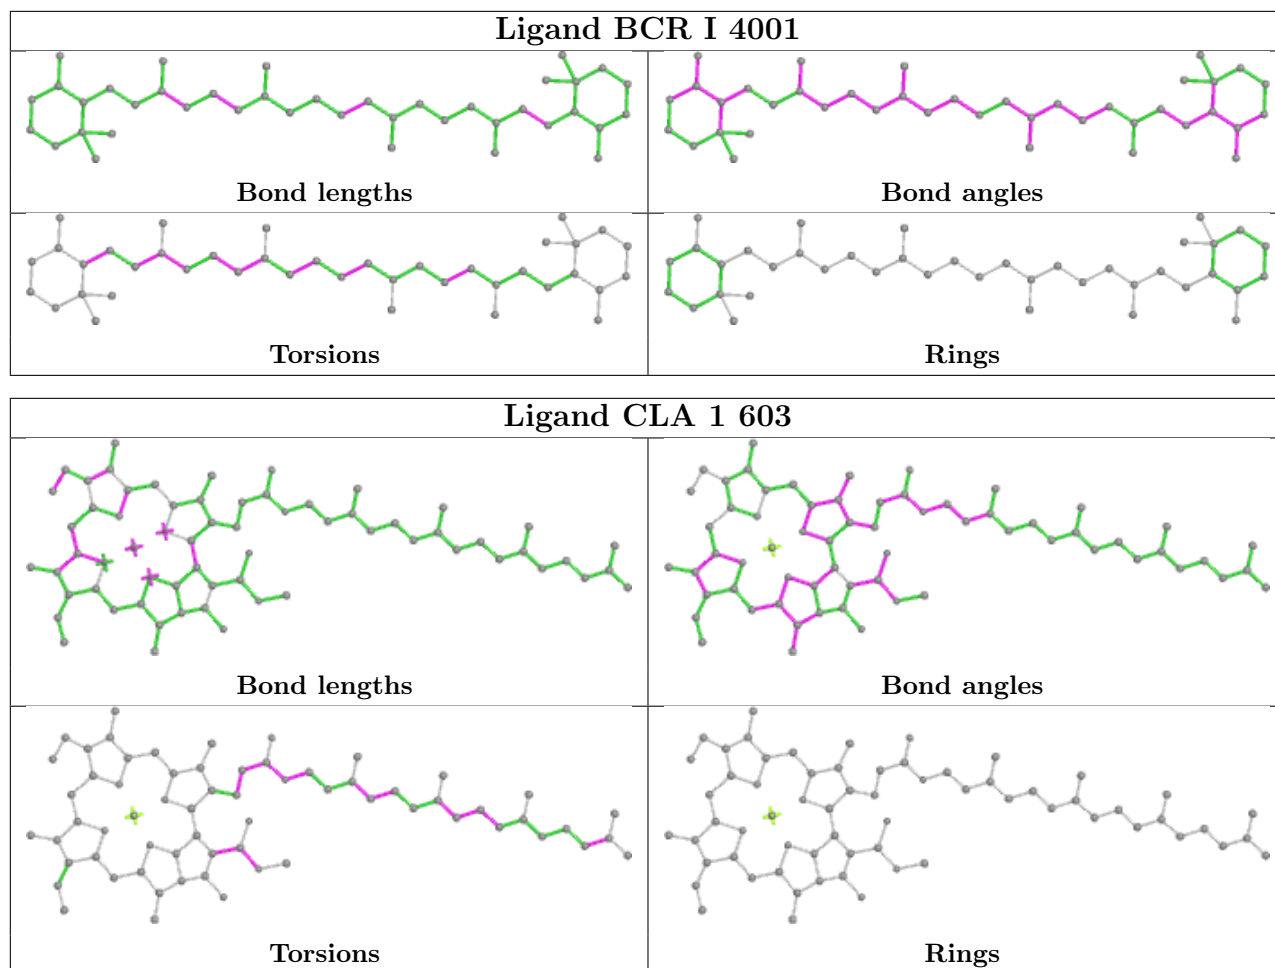 Ligand BCR I 4001
Bond lengths
Bond angles
Torsions
Rings
Ligand CLA 1 603
Bond lengths
Bond angles
Torsions
Rings